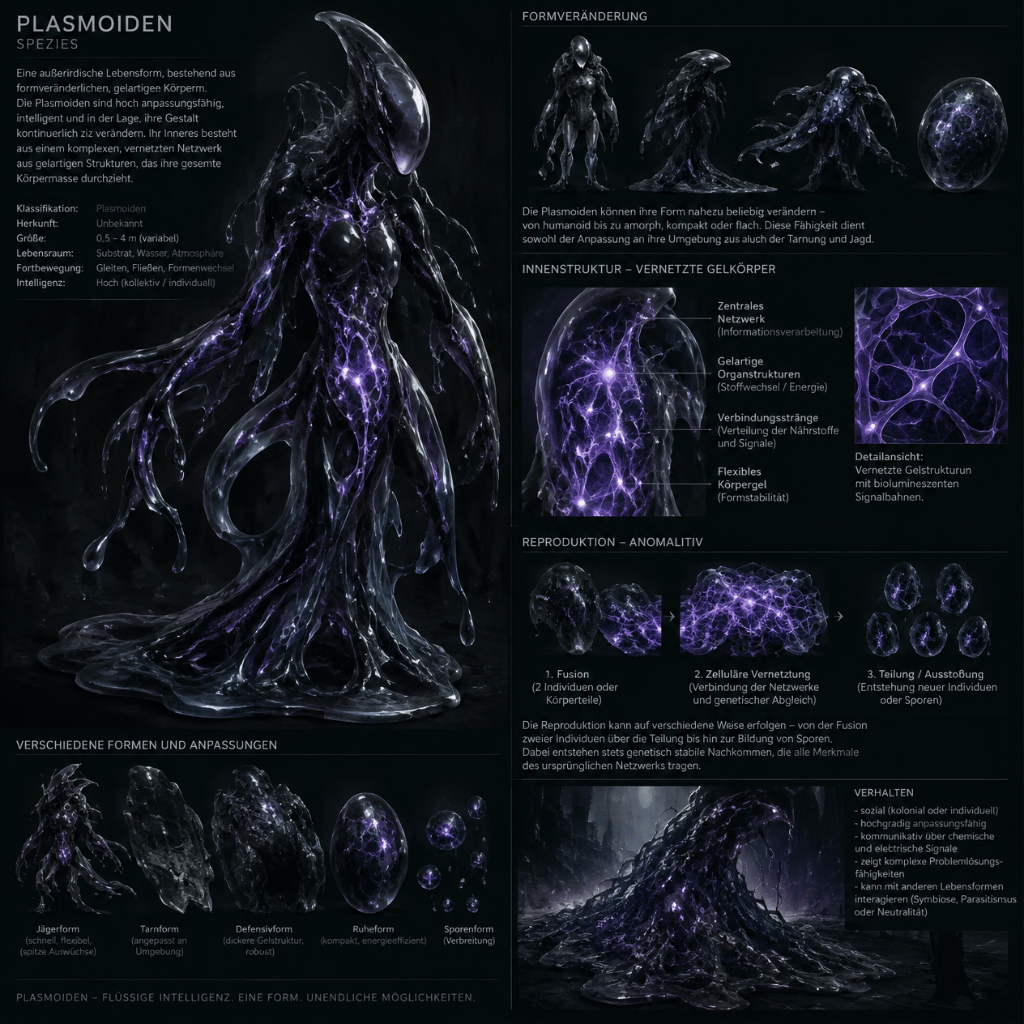 PLASMOIDEN
SPEZIES
Eine außerirdische Lebensform, bestehend aus
formveränderlichen, gelartigen Körperm.
Die Plasmoiden sind hoch anpassungsfähig,
intelligent und in der Lage, ihre Gestalt
kontinuerlich ziz verändern. Ihr Inneres besteht
aus einem komplexen, vernetzten Netzwerk
aus gelartigen Strukturen, das ihre gesemte
Körpermasse durchzieht.
Klassifikation: Plasmoiden
Herkunft: Unbekannt
Größe: 0,5 – 4 m (variabel)
Lebensraum: Substrat, Wasser, Atmosphäre
Fortbewegung: Gleiten, Fließen, Formenwechsel
Intelligenz: Hoch (kollektiv / individuall)
VERSCHIEDENE FORMEN UND ANPASSUNGEN
Jägerform
(schnell, flexibel,
(spitze Auswüchse)
Tarnform
(angepasst an
Umgebung)
Defensivform
(dickere Gelstruktur,
robust)
Ruheform
(kompakt, energieeffizient)
Sporenform
(Verbreitung)
PLASMOIDEN – FLÜSSIGE INTELLIGENZ. EINE FORM. UNENDLICHE MÖGLICHKEITEN.
FORMVERÄNDERUNG
Die Plasmoiden können ihre Form nahezu beliebig verändern –
von humanoid bis zu amorph, kompakt oder flach. Diese Fähigkeit dient
sowohl der Anpassung an ihre Umgebung zus aluch der Tarnung und Jagd.
INNENSTRUKTUR – VERNETZTE GELKÖRPER
Zentrales
Netzwerk
(Informationsverarbeitung)
Gelartige
Organstrukturen
(Stoffwechsel / Energie)
Verbindungsstränge
(Verteilung der Nährstoffe
und Signale)
Flexibles
Körpergel
(Formstabilität)
Detailansicht:
Vernetzte Gelstrukturun
mit biolumineszenten
Signalbahnen.
REPRODUKTION – ANOMALITIV
1. Fusion
(2 Individuen oder
Körperteile)
2. Zelluläre Vernetztung
(Verbindung der Netzwerke
und genetischer Abgleich)
3. Teilung / Ausstoßung
(Entstehung neuer Individuen
oder Sporen)
Die Reproduktion kann auf verschiedene Weise erfolgen – von der Fusion
zweier Individuen über die Teilung bis hin zur Bildung von Sporen.
Dabei entstehen stets genetisch stabile Nachkommen, die alle Merkmale
des ursprünglichen Netzwerks tragen.
VERHALTEN
- sozial (kolonial oder individuell)
- hochgradig anpassungsfähig
- kommunikativ über chemische
und elektrische Signale
- zeigt komplexe Problemlösungs-
fähigkeiten
- kann mit anderen Lebensformen
interagieren (Symbiose, Parasitismus
oder Neutralität)